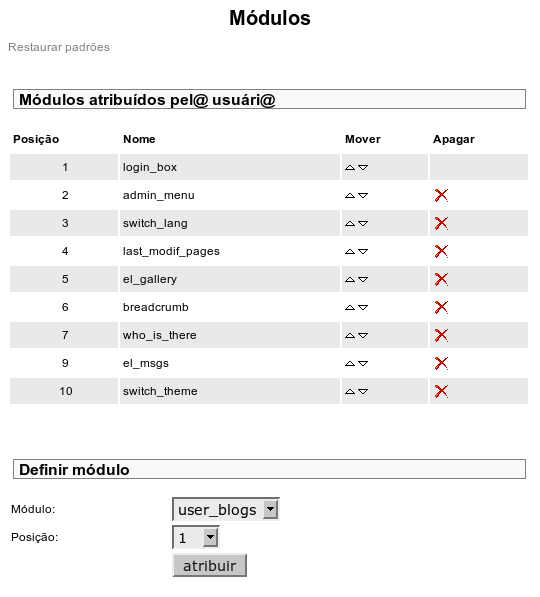 Módulos
Restaurar padrões
Módulos atribuídos pel@ usuári@
Posição Nome Mover Apagar
1 login_box
2 admin_menu
3 switch_lang
4 last_modif_pages
5 el_gallery
6 breadcrumb
7 who_is_there
9 el_msgs
10 switch_theme
Definir módulo
Módulo: user_blogs
Posição: 1
atribuir